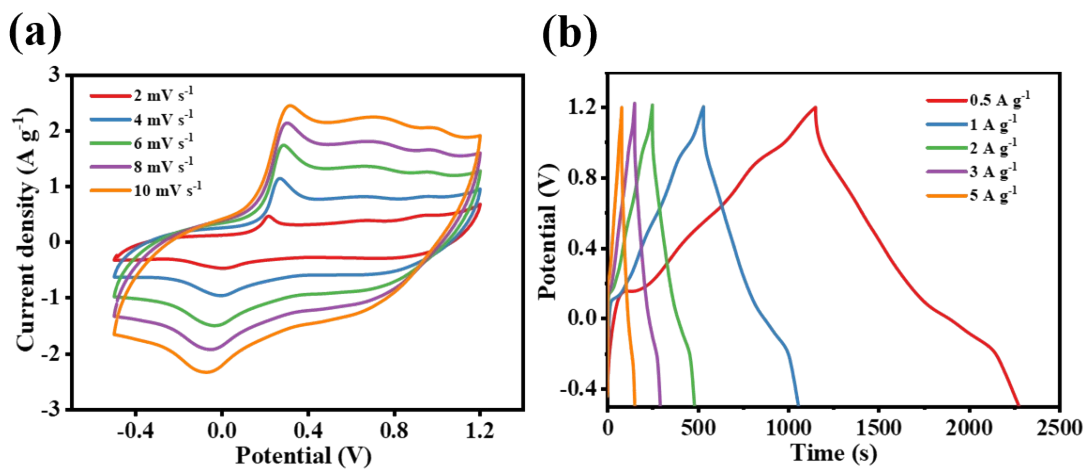 (a)
3
2
1
0
-1
-2
-3
Current density (A g⁻¹)
2 mV s⁻¹
4 mV s⁻¹
6 mV s⁻¹
8 mV s⁻¹
10 mV s⁻¹
-0.4
0.0
0.4
0.8
1.2
Potential (V)
(b)
1.2
0.8
0.4
0.0
-0.4
Potential (V)
0.5 A g⁻¹
1 A g⁻¹
2 A g⁻¹
3 A g⁻¹
5 A g⁻¹
0
500
1000
1500
2000
2500
Time (s)